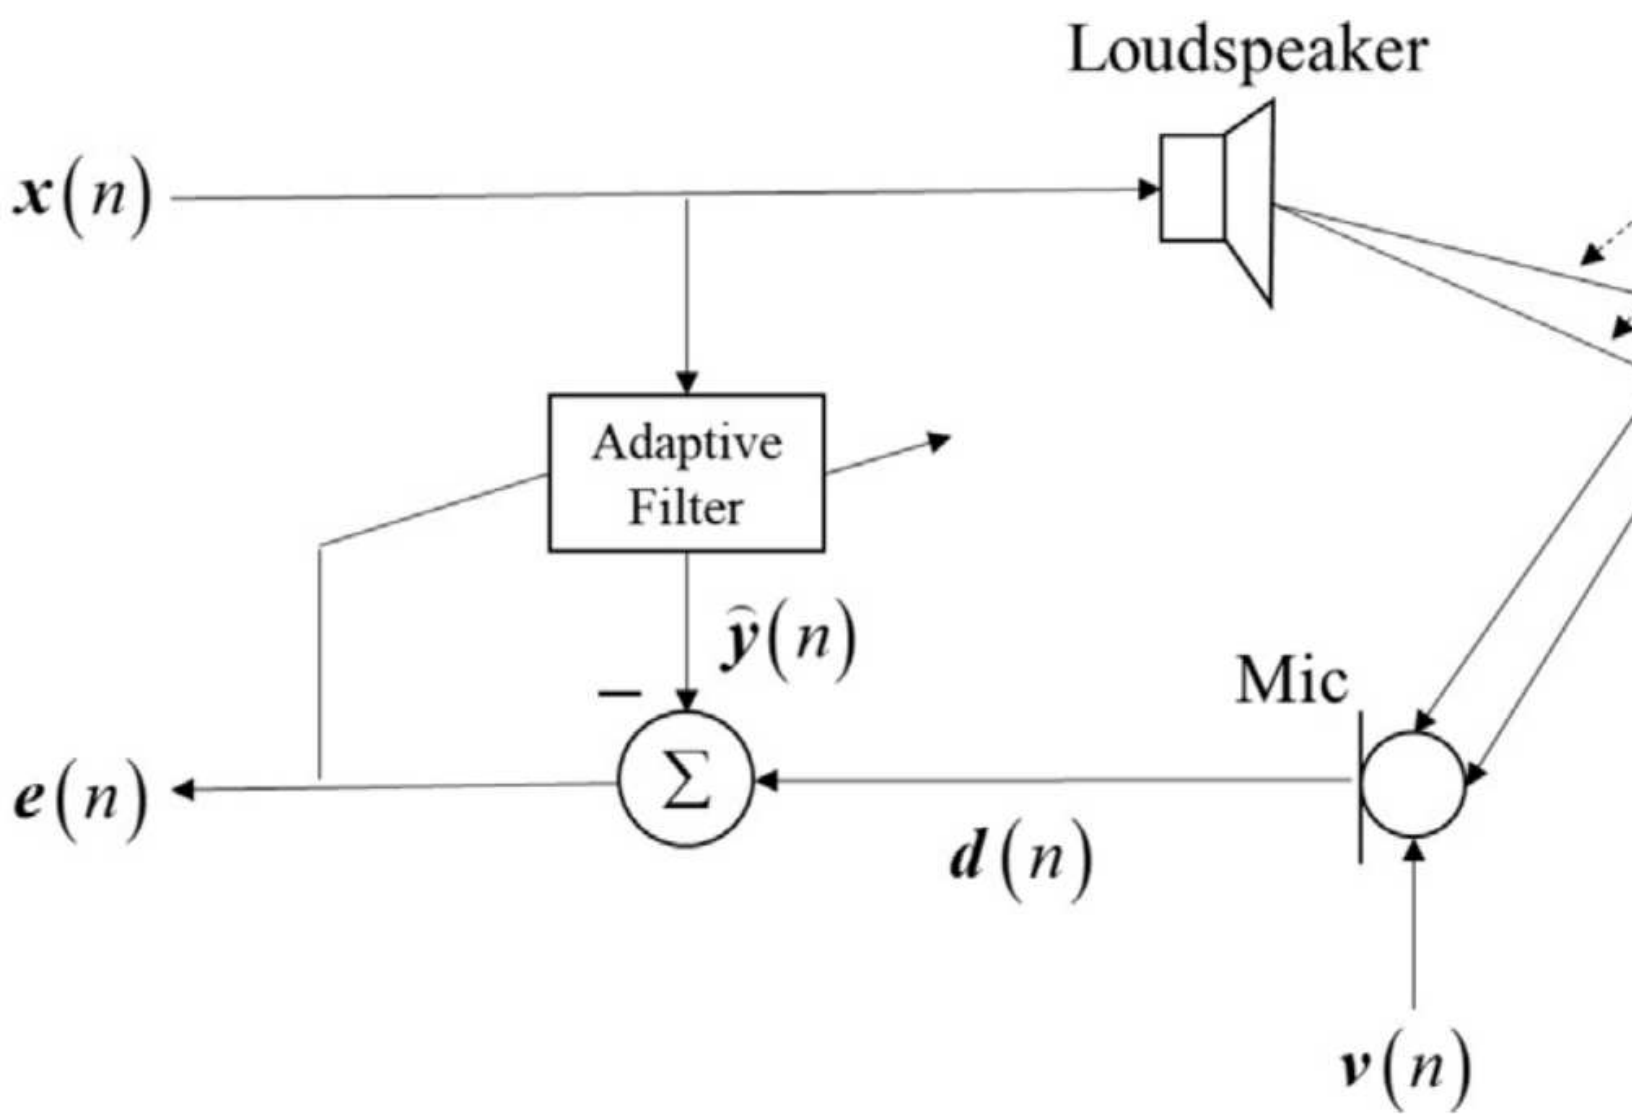 Loudspeaker
x(n)
Adaptive
Filter
ŷ(n)
−
Mic
Σ
e(n)
d(n)
v(n)